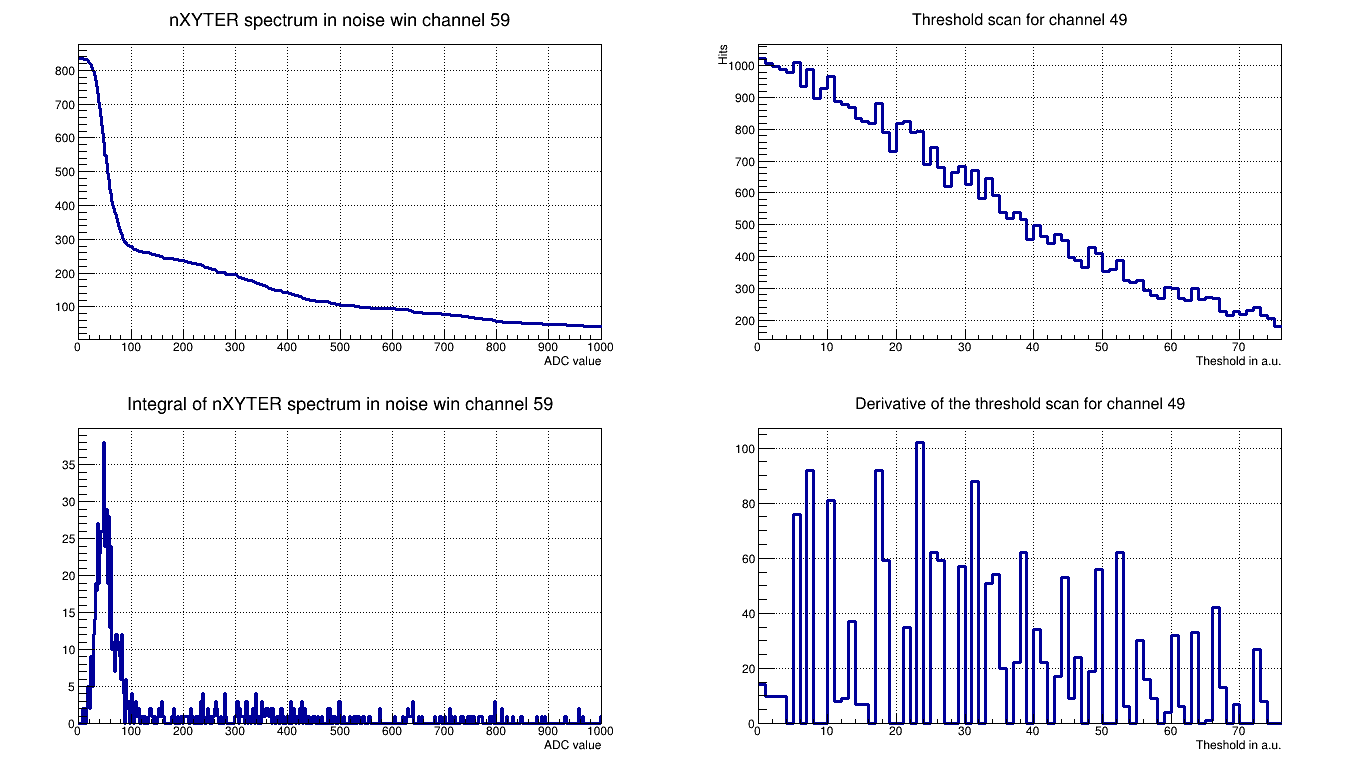 nXYTER spectrum in noise win channel 59
800
700
600
500
400
300
200
100
0 100 200 300 400 500 600 700 800 900 1000
ADC value
Threshold scan for channel 49
Hits
1000
900
800
700
600
500
400
300
200
0 10 20 30 40 50 60 70
Theshold in a.u.
Integral of nXYTER spectrum in noise win channel 59
35
30
25
20
15
10
5
0
0 100 200 300 400 500 600 700 800 900 1000
ADC value
Derivative of the threshold scan for channel 49
100
80
60
40
20
0
0 10 20 30 40 50 60 70
Theshold in a.u.